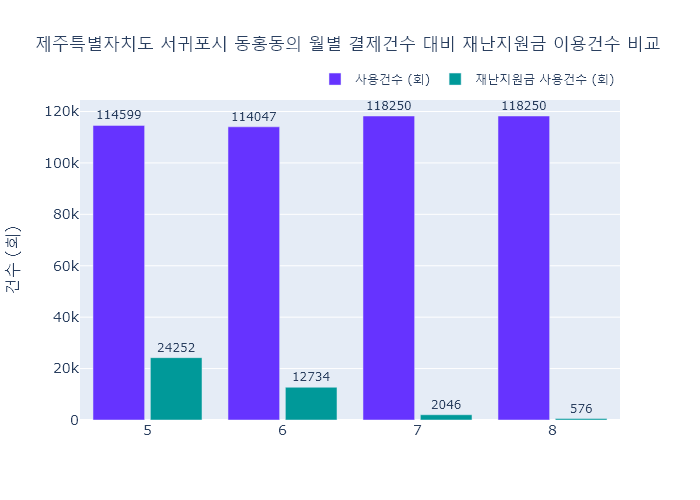 제주특별자치도 서귀포시 동홍동의 월별 결제건수 대비 재난지원금 이용건수 비교
사용건수 (회) 재난지원금 사용건수 (회)
120k
114599 114047 118250 118250
100k
80k
60k
40k
20k
0
24252 12734 2046 576
5 6 7 8
건수 (회)